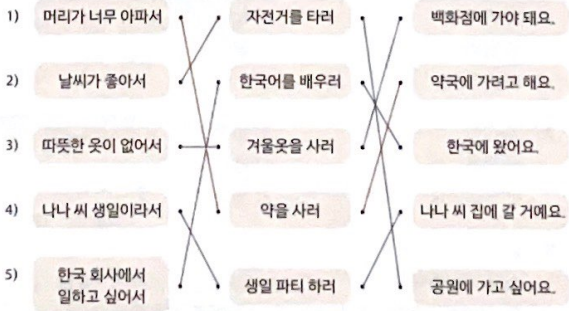 1) 머리가 너무 아파서 자전거를 타러 백화점에 가야 돼요.
2) 날씨가 좋아서 한국어를 배우러 약국에 가려고 해요.
3) 따뜻한 옷이 없어서 겨울옷을 사러 한국에 왔어요.
4) 나나 씨 생일이라서 약을 사러 나나 씨 집에 갈 거예요.
5) 한국 회사에서
일하고 싶어서 생일 파티 하러 공원에 가고 싶어요.